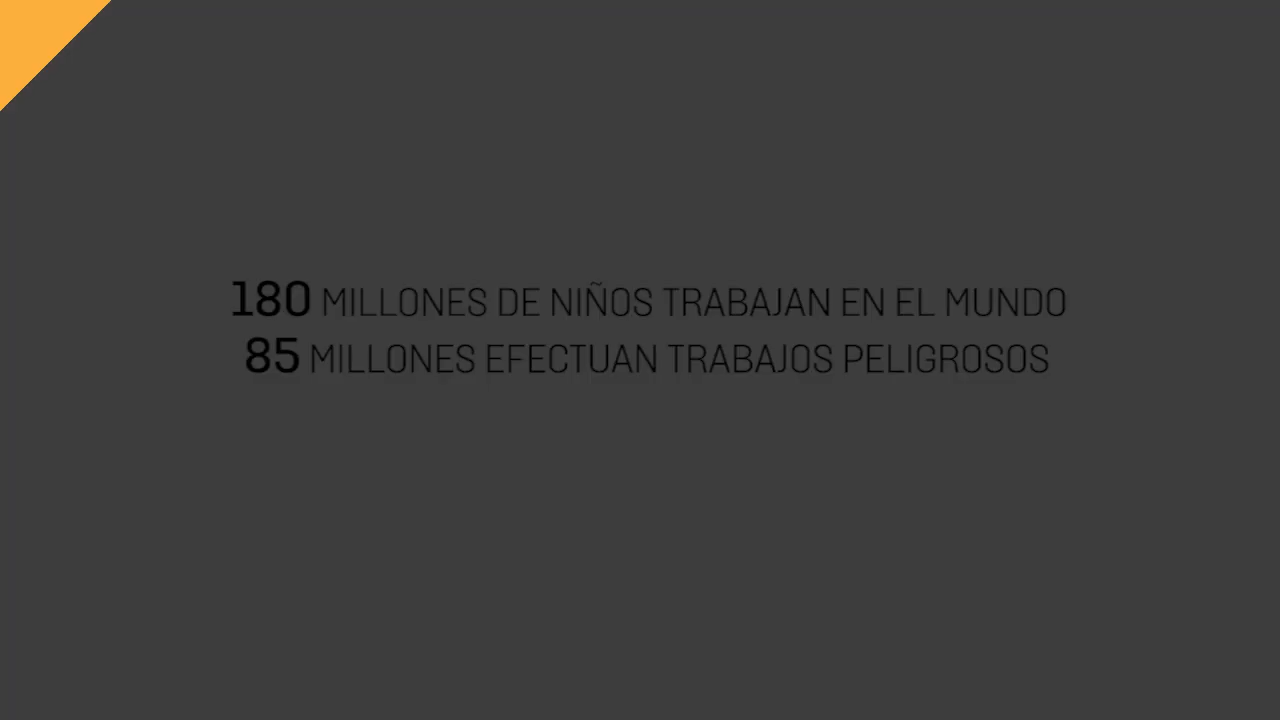 180 MILLONES DE NIÑOS TRABAJAN EN EL MUNDO
85 MILLONES EFECTUAN TRABAJOS PELIGROSOS